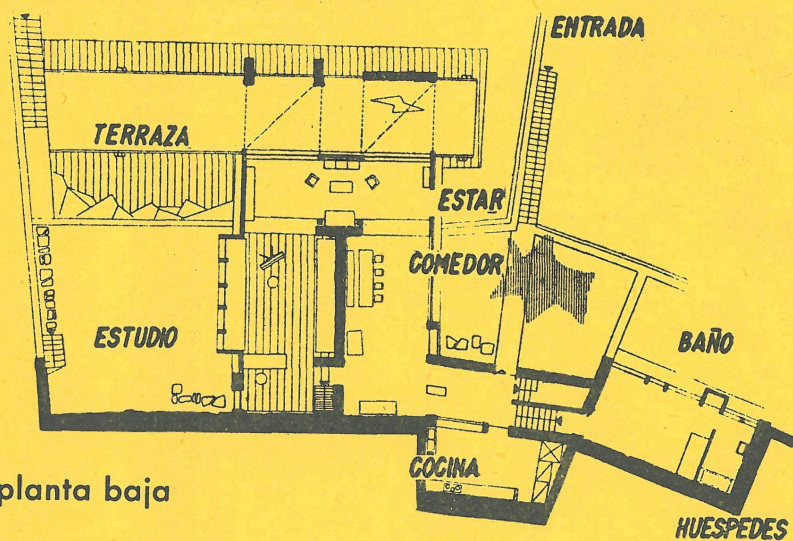 ENTRADA
TERRAZA
ESTAR
COMEDOR
ESTUDIO
BAÑO
COCINA
planta baja
HUESPEDES